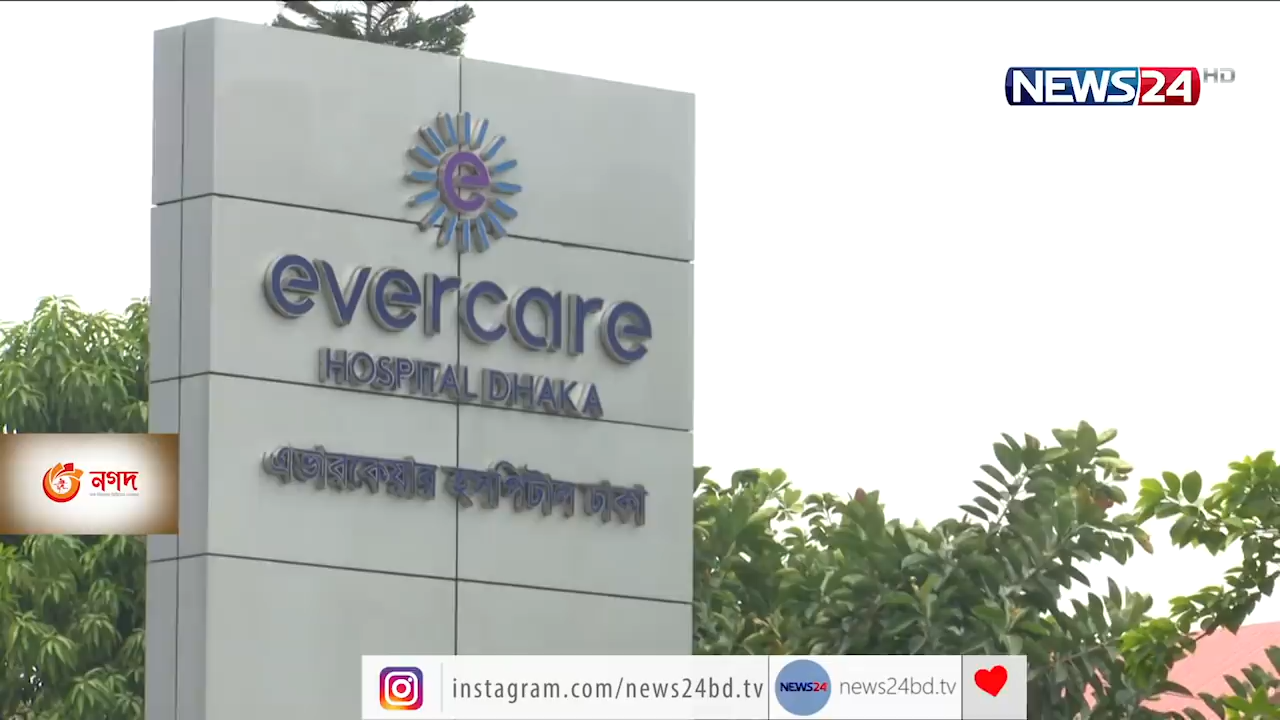 NEWS24 HD
e
evercare
HOSPITAL DHAKA
এভারকেয়ার হসপিটাল ঢাকা
নগদ
instagram.com/news24bd.tv
NEWS24
news24bd.tv